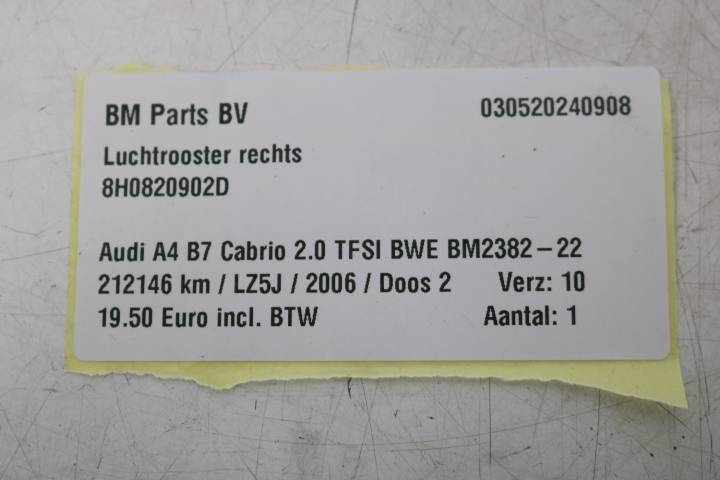 BM Parts BV 030520240908
Luchtrooster rechts
8H0820902D
Audi A4 B7 Cabrio 2.0 TFSI BWE BM2382-22
212146 km / LZ5J / 2006 / Doos 2 Verz: 10
19.50 Euro incl. BTW Aantal: 1